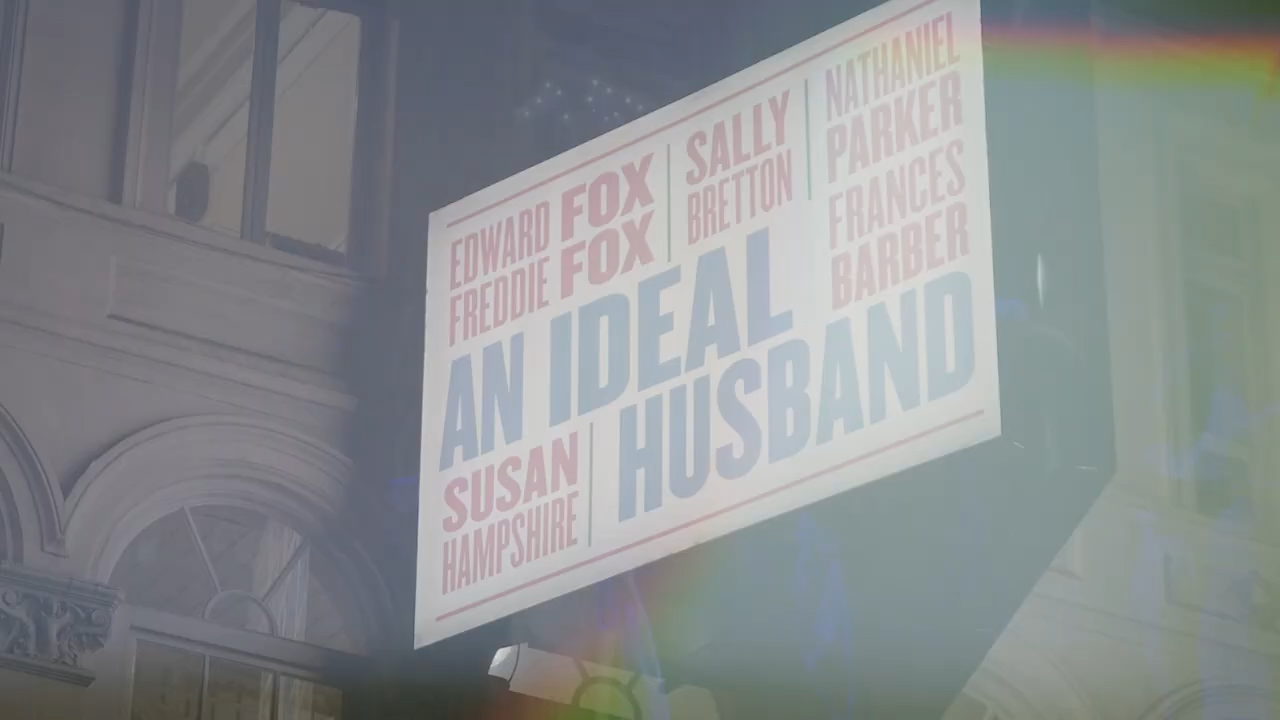 EDWARD FOX
FREDDIE FOX
SALLY
BRETTON
NATHANIEL
PARKER
FRANCES
BARBER
AN IDEAL
HUSBAND
SUSAN
HAMPSHIRE